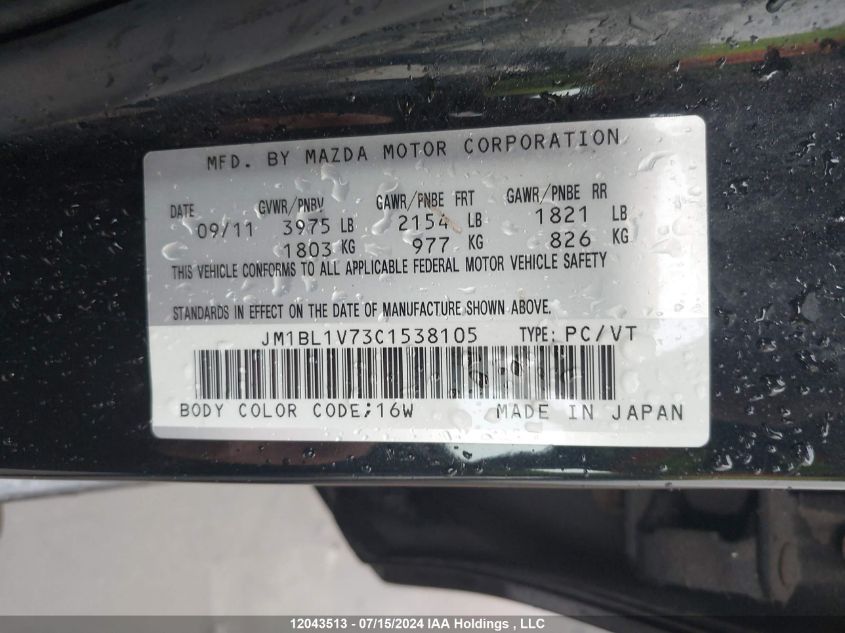 MFD. BY MAZDA MOTOR CORPORATION
DATE GVWR/PNBV GAWR/PNBE FRT GAWR/PNBE RR
09/11 3975 LB 2154 LB 1821 LB
1803 KG 977 KG 826 KG
THIS VEHICLE CONFORMS TO ALL APPLICABLE FEDERAL MOTOR VEHICLE SAFETY
STANDARDS IN EFFECT ON THE DATE OF MANUFACTURE SHOWN ABOVE.
JM1BL1V73C1538105 TYPE: PC/VT
BODY COLOR CODE;16W MADE IN JAPAN
12043513 - 07/15/2024 IAA Holdings , LLC